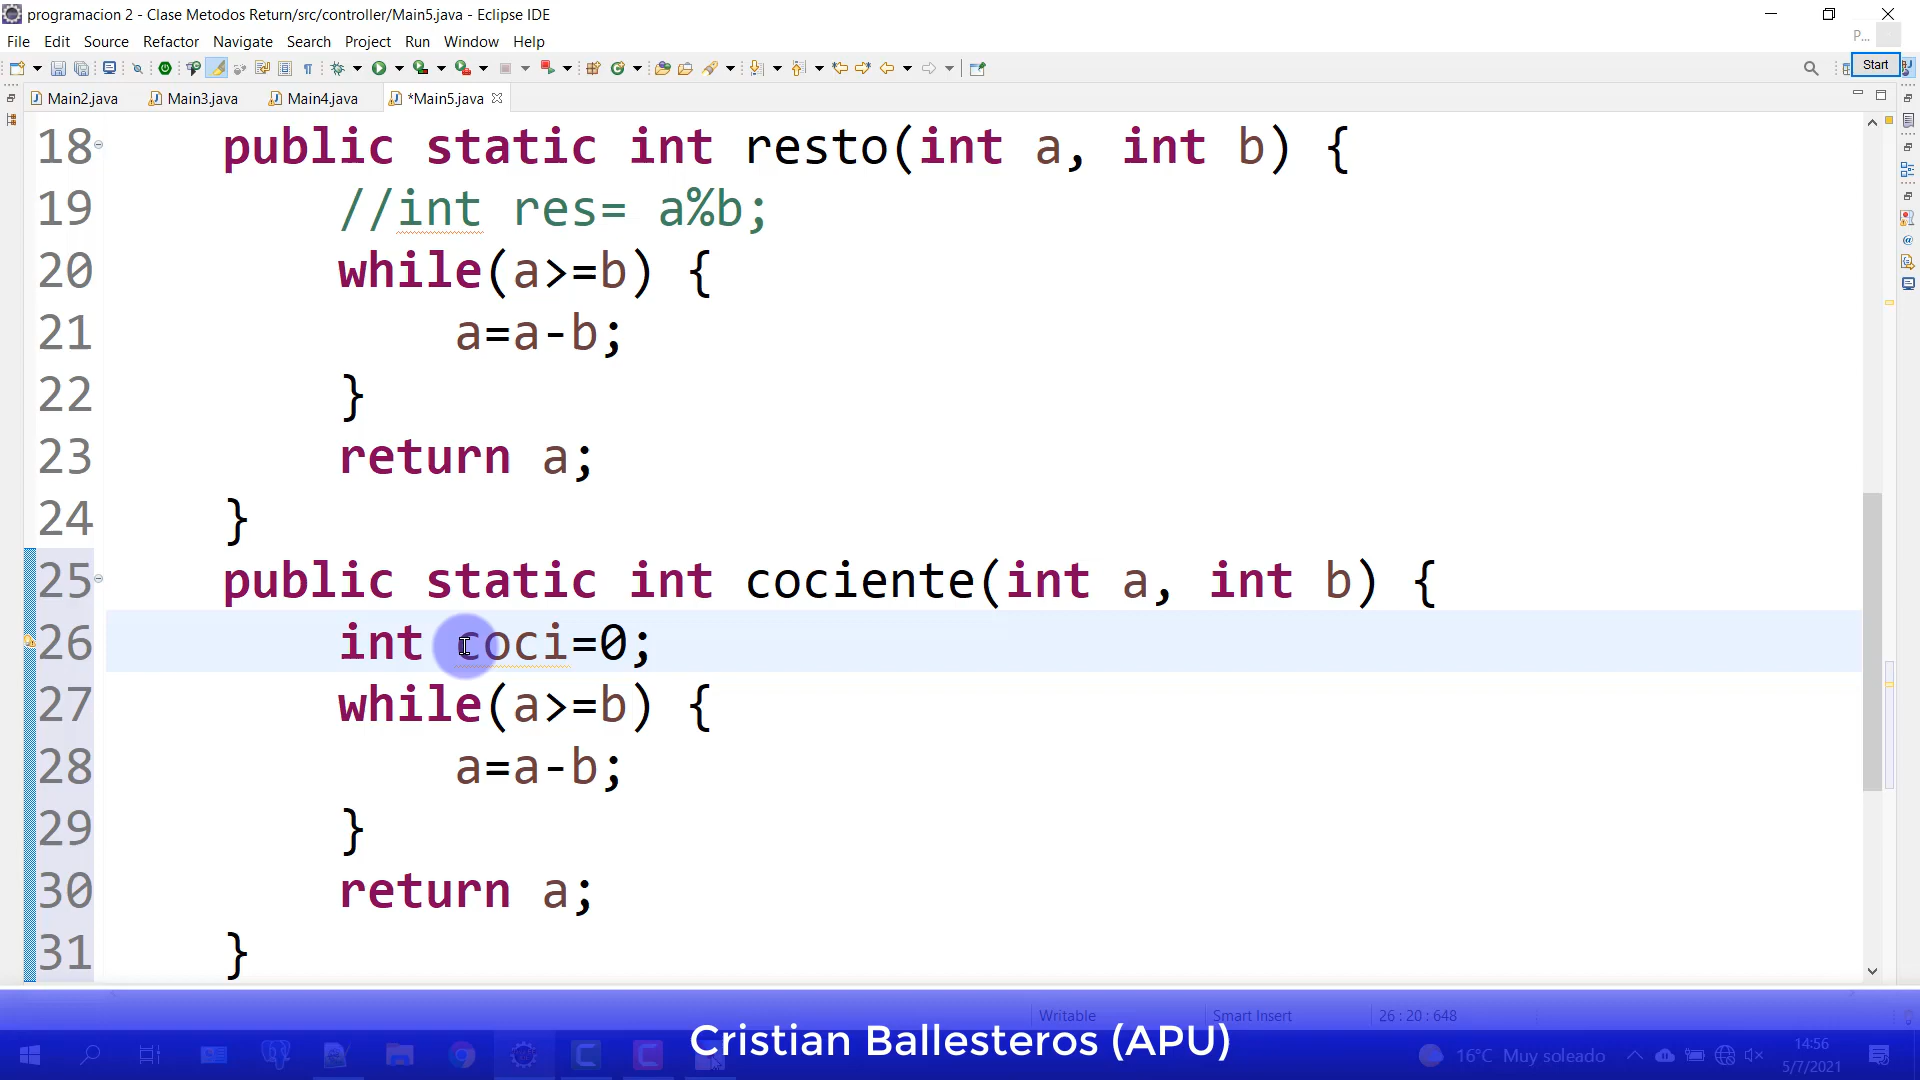 programacion 2 - Clase Metodos Return/src/controller/Main5.java - Eclipse IDE
P...
File Edit Source Refactor Navigate Search Project Run Window Help
Start
Main2.java Main3.java Main4.java *Main5.java
18 public static int resto(int a, int b) {
19 //int res= a%b;
20 while(a>=b) {
21 a=a-b;
22 }
23 return a;
24 }
25 public static int cociente(int a, int b) {
26 int coci=0;
27 while(a>=b) {
28 a=a-b;
29 }
30 return a;
31 }
Writable Smart Insert 26 : 20 : 648
Cristian Ballesteros (APU)
16°C Muy soleado
14:56
5/7/2021